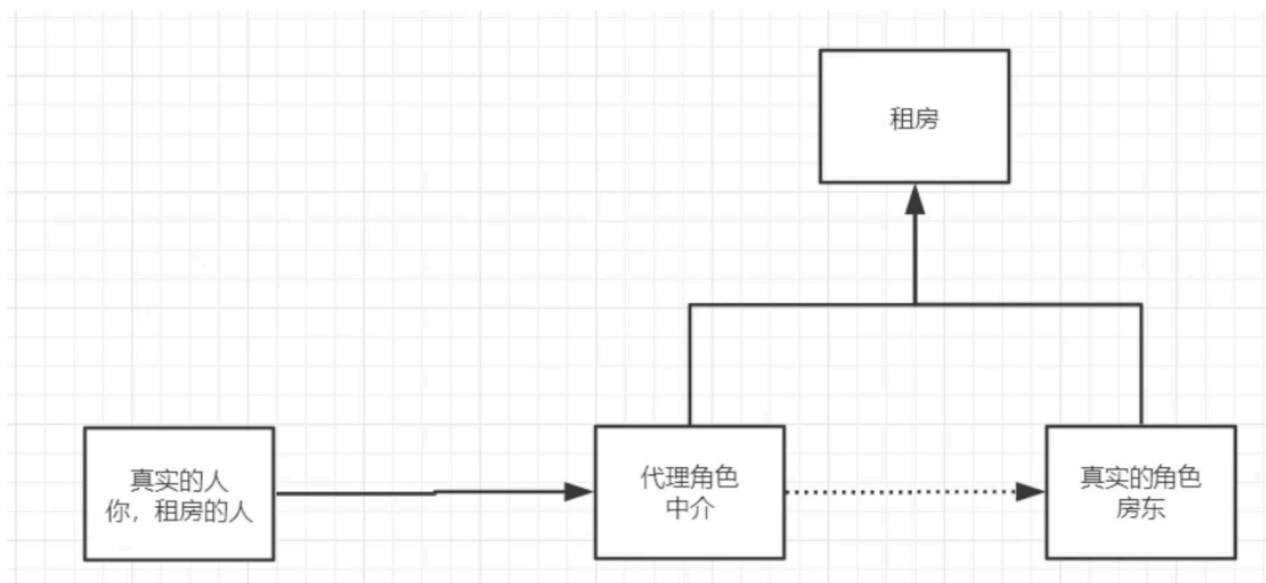 租房
真实的人
你，租房的人
代理角色
中介
真实的角色
房东